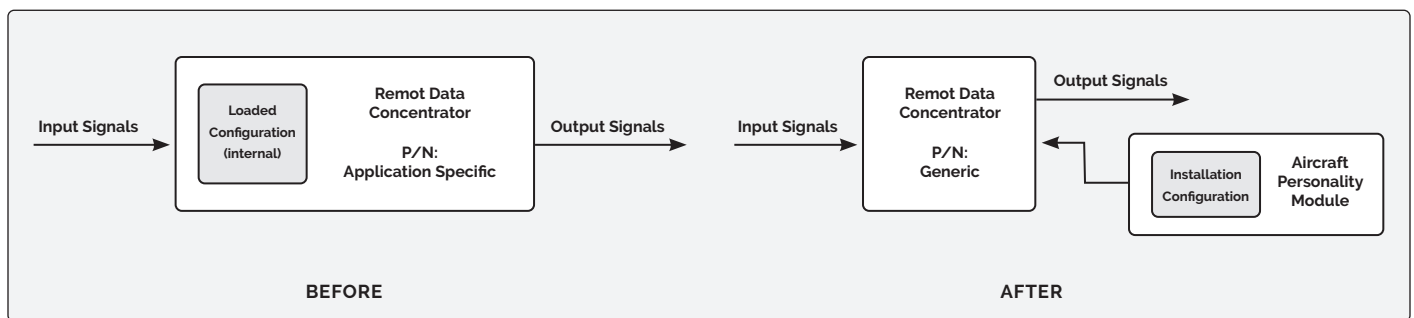 Input Signals
Loaded
Configuration
(internal)
Remot Data
Concentrator
P/N:
Application Specific
Output Signals
BEFORE
Input Signals
Remot Data
Concentrator
P/N:
Generic
Output Signals
Installation
Configuration
Aircraft
Personality
Module
AFTER